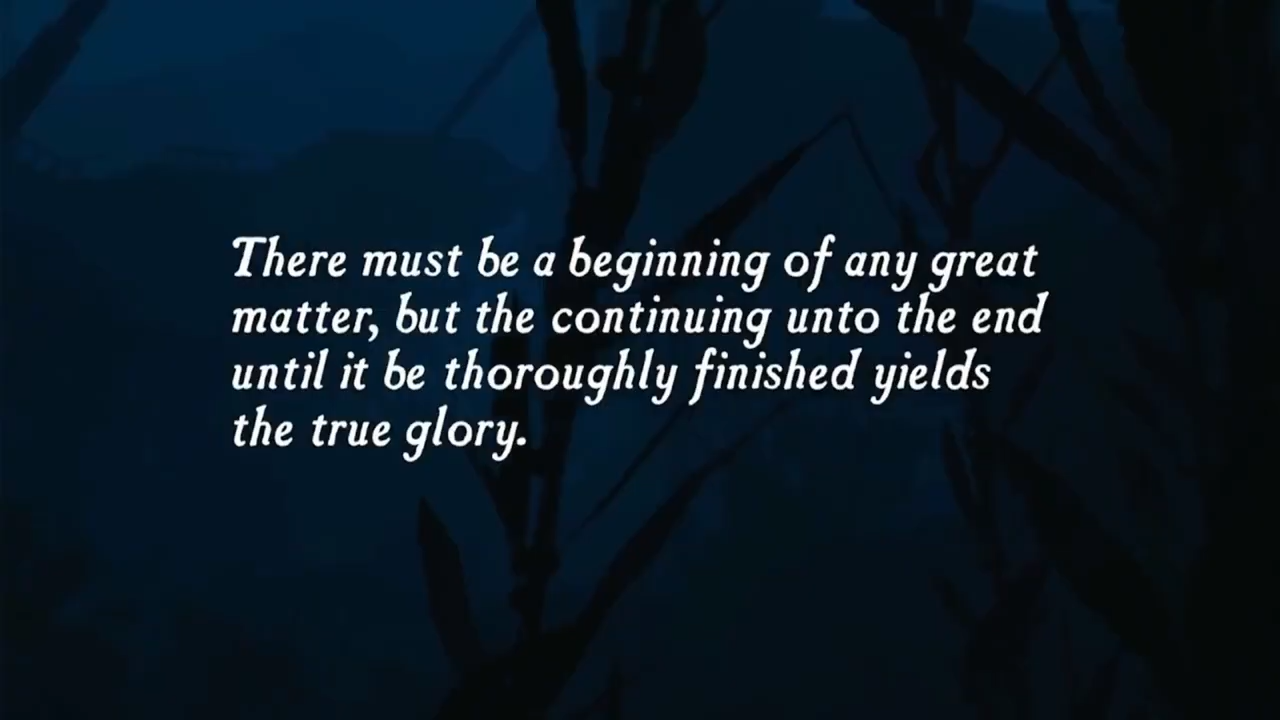 There must be a beginning of any great
matter, but the continuing unto the end
until it be thoroughly finished yields
the true glory.